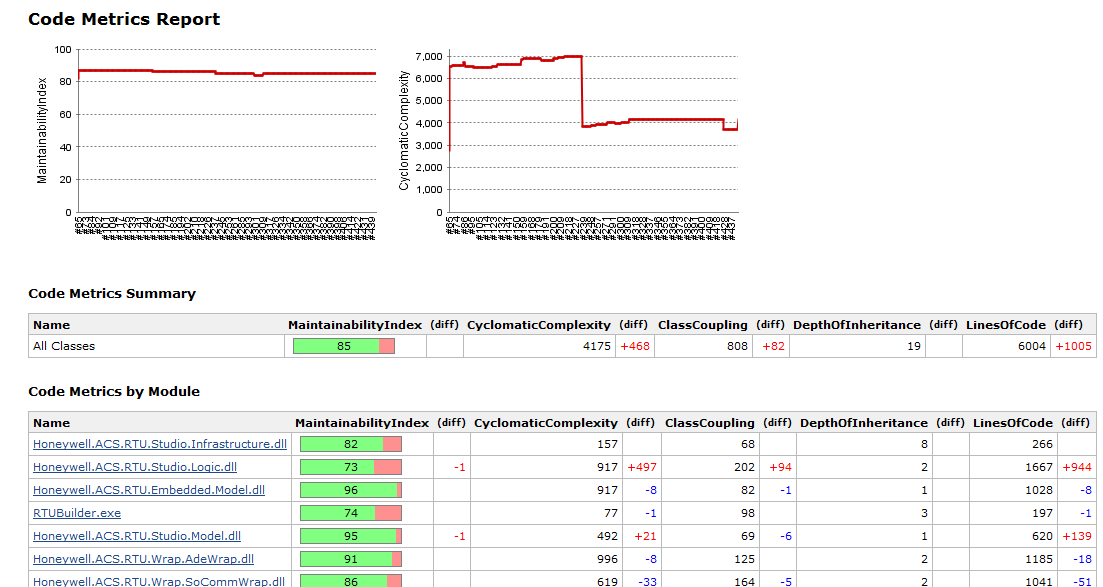 Code Metrics Report
100
80
60
40
20
0
MaintainabilityIndex
7,000
6,000
5,000
4,000
3,000
2,000
1,000
0
CyclomaticComplexity
Code Metrics Summary
Name MaintainabilityIndex (diff) CyclomaticComplexity (diff) ClassCoupling (diff) DepthOfInheritance (diff) LinesOfCode (diff)
All Classes 85 4175 +468 808 +82 19 6004 +1005
Code Metrics by Module
Name MaintainabilityIndex (diff) CyclomaticComplexity (diff) ClassCoupling (diff) DepthOfInheritance (diff) LinesOfCode (diff)
Honeywell.ACS.RTU.Studio.Infrastructure.dll 82 157 68 8 266
Honeywell.ACS.RTU.Studio.Logic.dll 73 -1 917 +497 202 +94 2 1667 +944
Honeywell.ACS.RTU.Embedded.Model.dll 96 917 -8 82 -1 1 1028 -8
RTUBuilder.exe 74 77 -1 98 3 197 -1
Honeywell.ACS.RTU.Studio.Model.dll 95 -1 492 +21 69 -6 1 620 +139
Honeywell.ACS.RTU.Wrap.AdeWrap.dll 91 996 -8 125 2 1185 -18
Honeywell.ACS.RTU.Wrap.SoCommWrap.dll 86 619 -33 164 -5 2 1041 -51